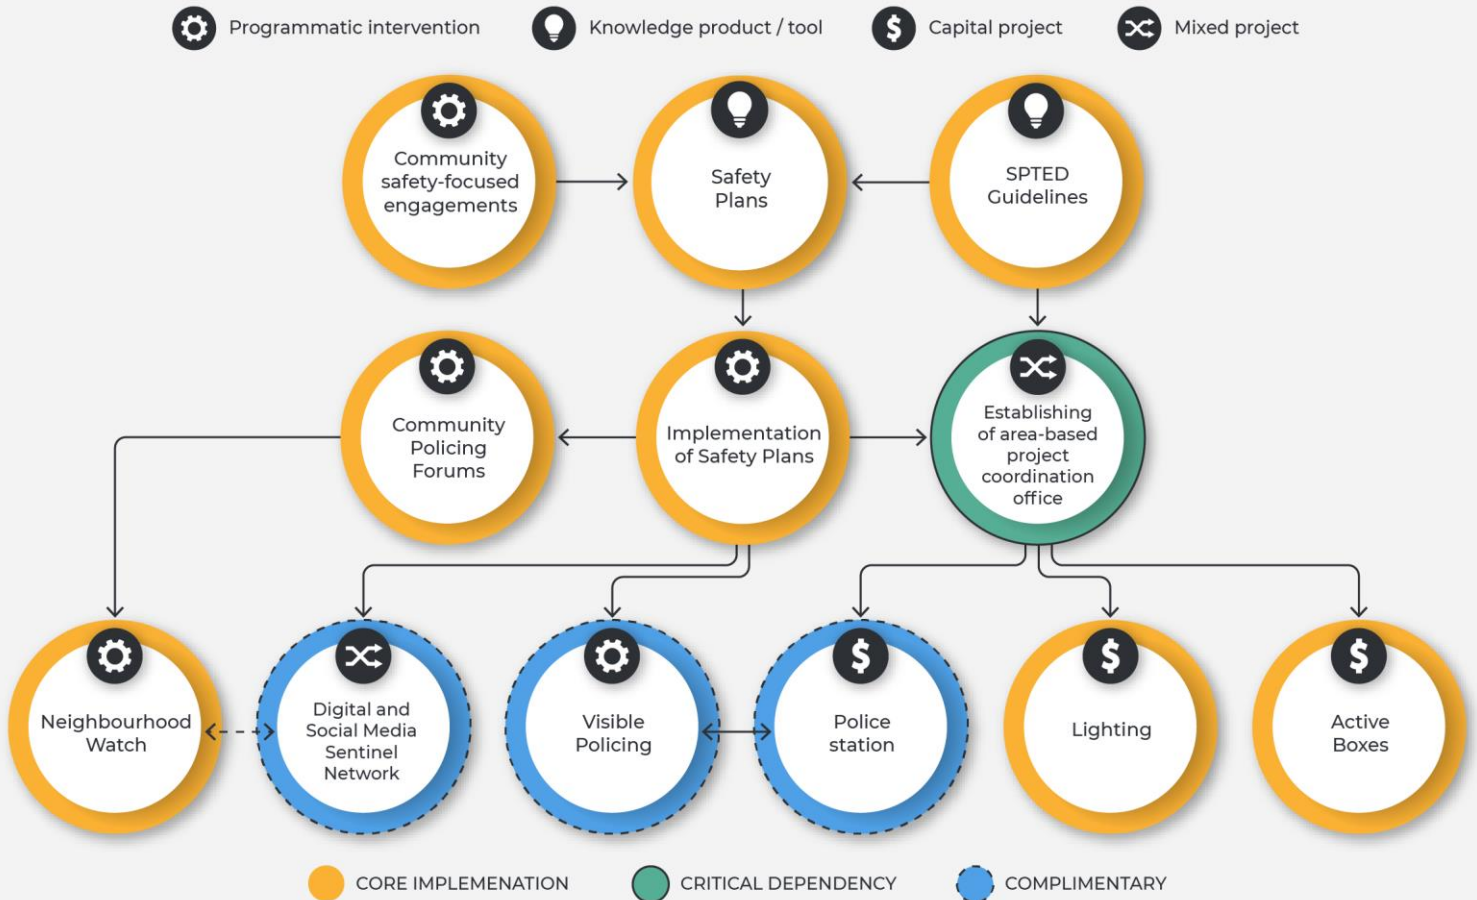 Programmatic intervention
Knowledge product / tool
Capital project
Mixed project
Community
safety-focused
engagements
Safety
Plans
SPTED
Guidelines
Community
Policing
Forums
Implementation
of Safety Plans
Establishing
of area-based
project
coordination
office
Neighbourhood
Watch
Digital and
Social Media
Sentinel
Network
Visible
Policing
Police
station
Lighting
Active
Boxes
CORE IMPLEMENATION
CRITICAL DEPENDENCY
COMPLIMENTARY